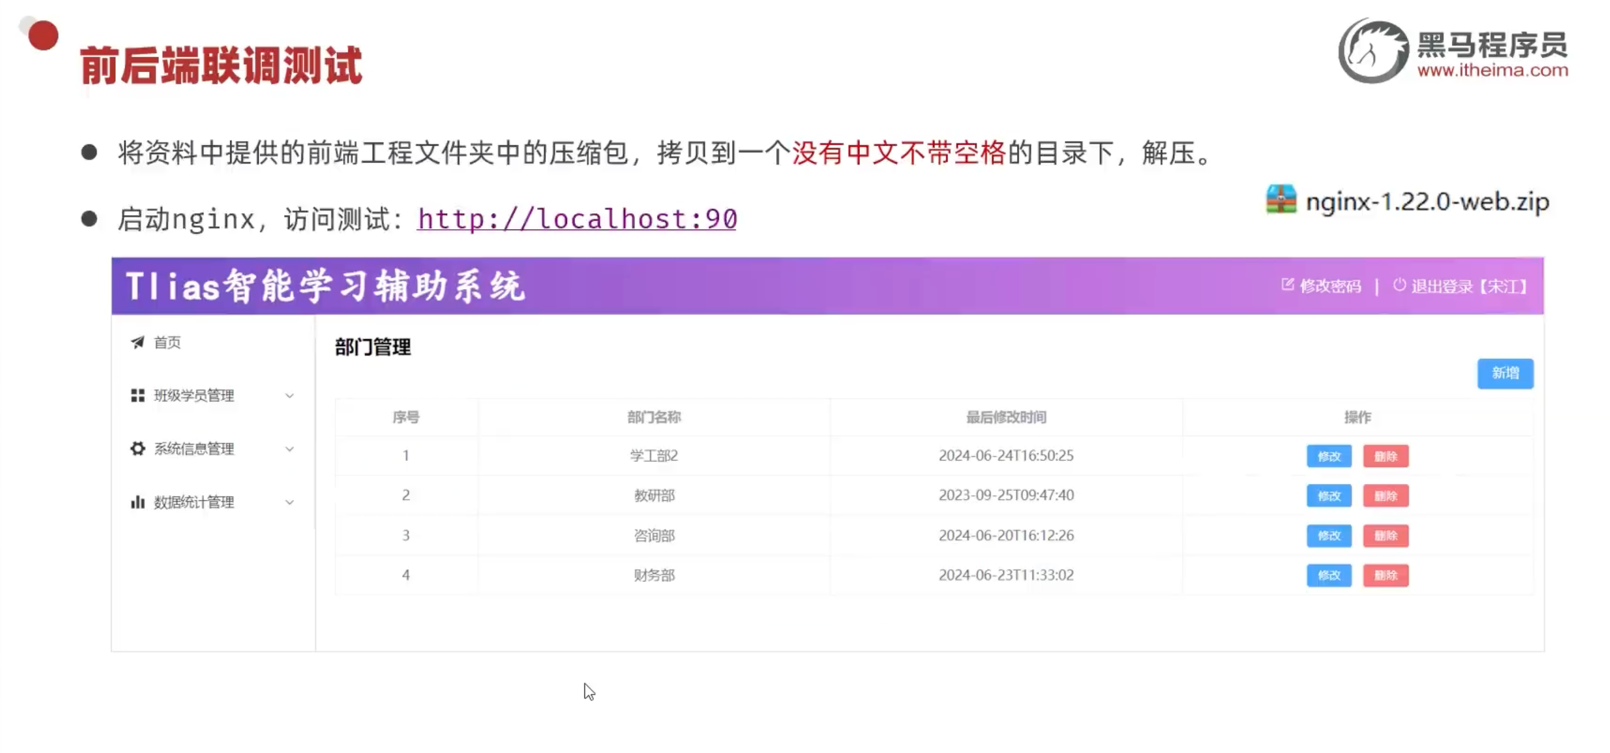 前后端联调测试
黑马程序员
www.itheima.com
● 将资料中提供的前端工程文件夹中的压缩包，拷贝到一个没有中文不带空格的目录下，解压。
nginx-1.22.0-web.zip
● 启动nginx，访问测试：http://localhost:90
Tlias智能学习辅助系统
修改密码 | 退出登录【宋江】
首页
班级学员管理
系统信息管理
数据统计管理
部门管理
新增
序号 部门名称 最后修改时间 操作
1 学工部2 2024-06-24T16:50:25 修改 删除
2 教研部 2023-09-25T09:47:40 修改 删除
3 咨询部 2024-06-20T16:12:26 修改 删除
4 财务部 2024-06-23T11:33:02 修改 删除